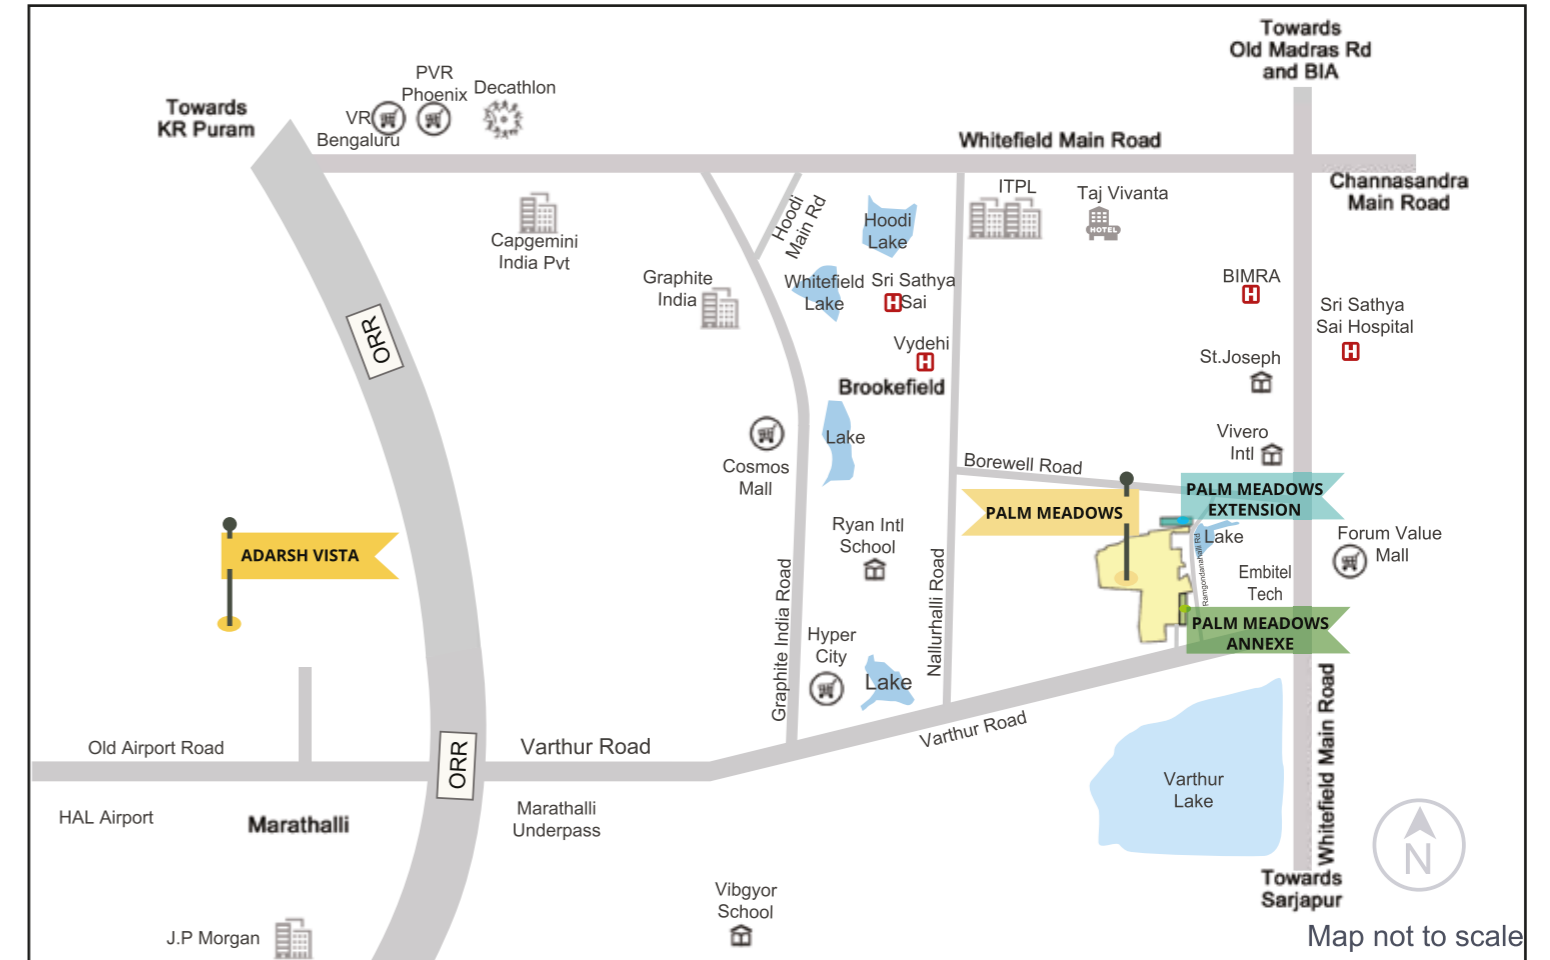 Towards
Old Madras Rd
and BIA
PVR
Phoenix
Decathlon
VR
Bengaluru
Towards
KR Puram
Whitefield Main Road
Channasandra
Main Road
Hoodi
Main Rd
Hoodi
Lake
ITPL
Taj Vivanta
HOTEL
Capgemini
India Pvt
Graphite
India
Whitefield
Lake
Sri Sathya
Sai
H
BIMRA
H
Sri Sathya
Sai Hospital
H
ORR
Vydehi
H
Brookefield
St.Joseph
Cosmos
Mall
Lake
Vivero
Intl
Borewell Road
PALM MEADOWS
EXTENSION
PALM MEADOWS
Ryan Intl
School
Lake
Forum Value
Mall
ADARSH VISTA
Embitel
Tech
Graphite India Road
Nallurhalli Road
PALM MEADOWS
ANNEXE
Hyper
City
Lake
Varthur Road
Whitefield Main Road
Old Airport Road
ORR
Varthur Road
Varthur
Lake
HAL Airport
Marathalli
Marathalli
Underpass
N
Towards
Sarjapur
Vibgyor
School
J.P Morgan
Map not to scale